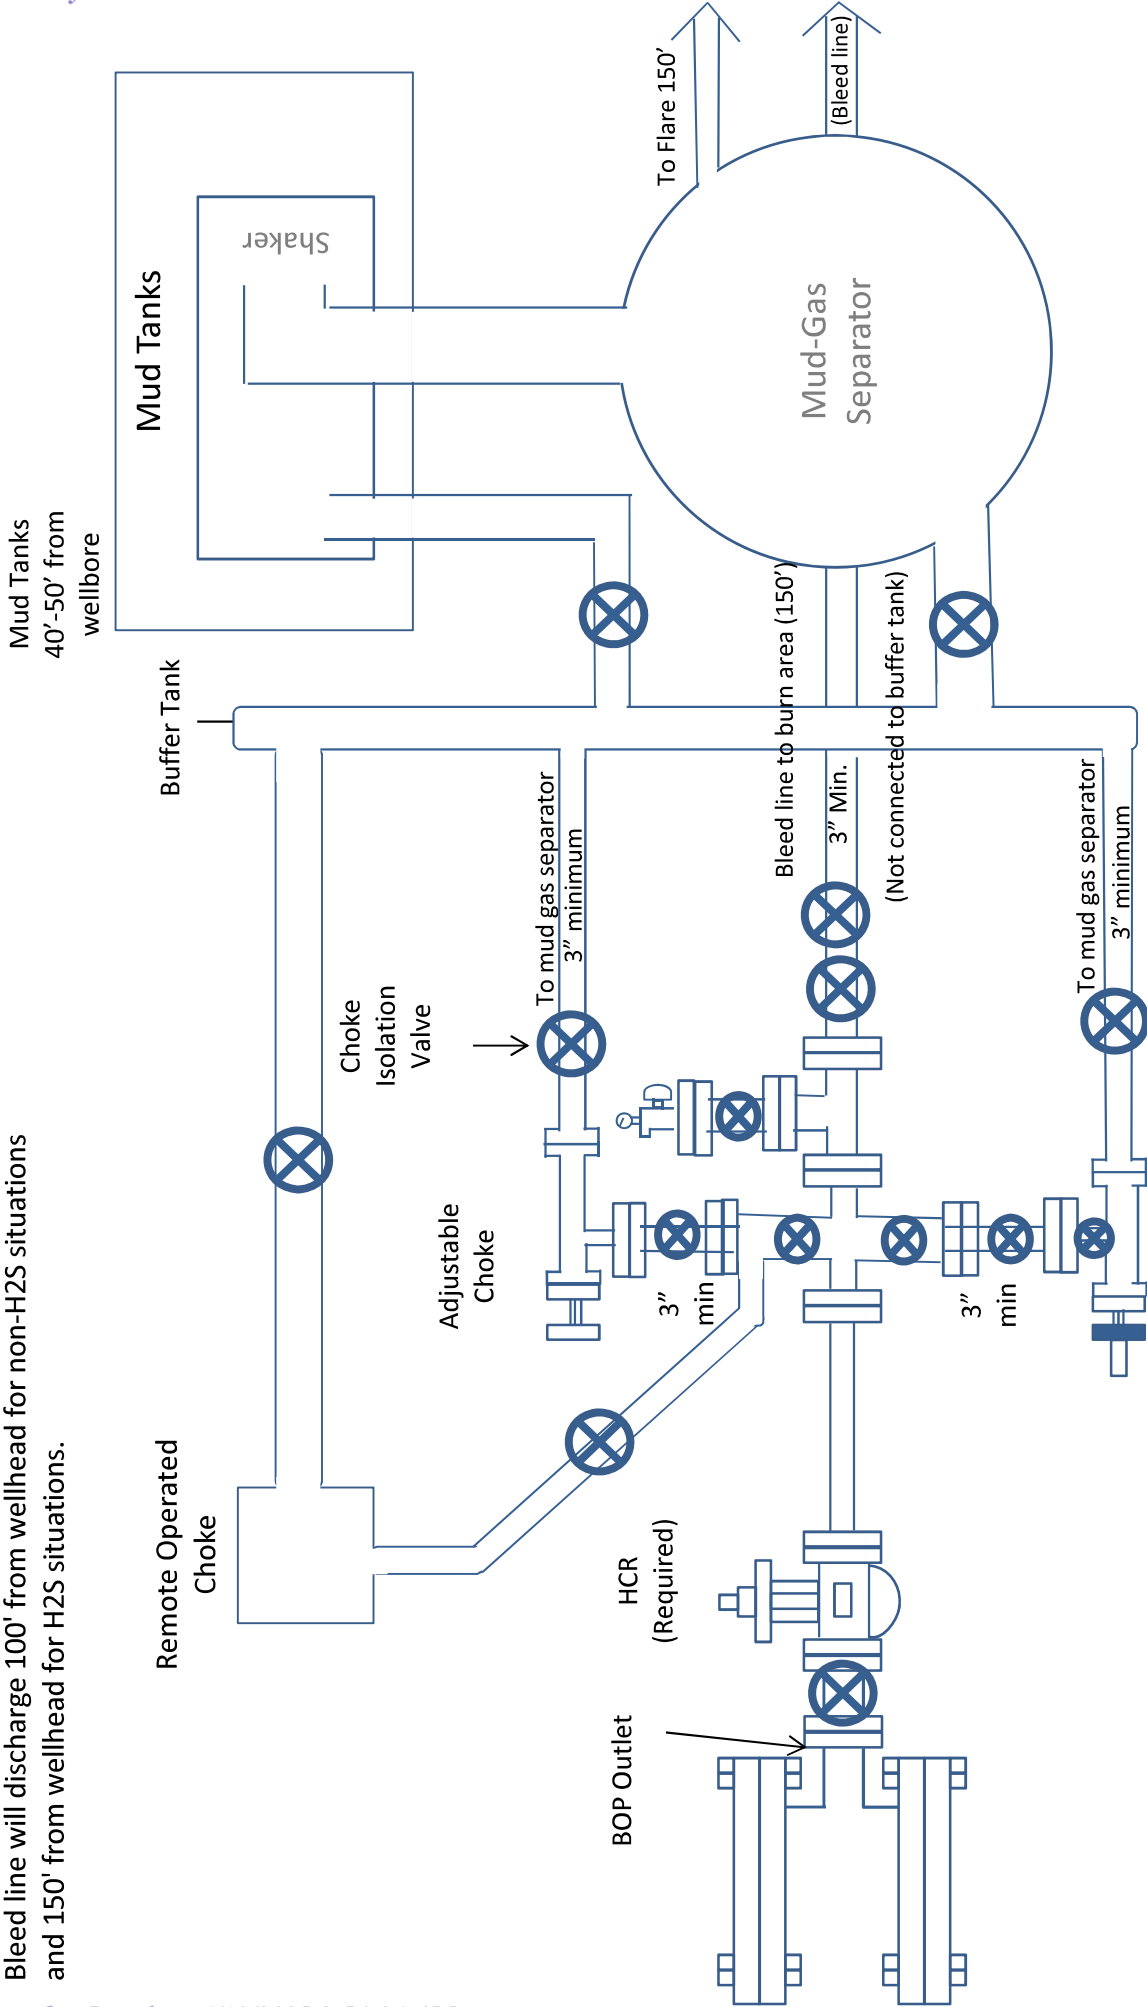 Bleed line will discharge 100' from wellhead for non-H2S situations
and 150' from wellhead for H2S situations.
Mud Tanks
40’-50’ from
wellbore
Mud Tanks
Shaker
Buffer Tank
Remote Operated
Choke
Choke
Isolation
Valve
Adjustable
Choke
To mud gas separator
3” minimum
To Flare 150’
(Bleed line)
Mud-Gas
Separator
Bleed line to burn area (150’)
3” Min.
(Not connected to buffer tank)
3”
min
HCR
(Required)
BOP Outlet
3”
min
To mud gas separator
3” minimum